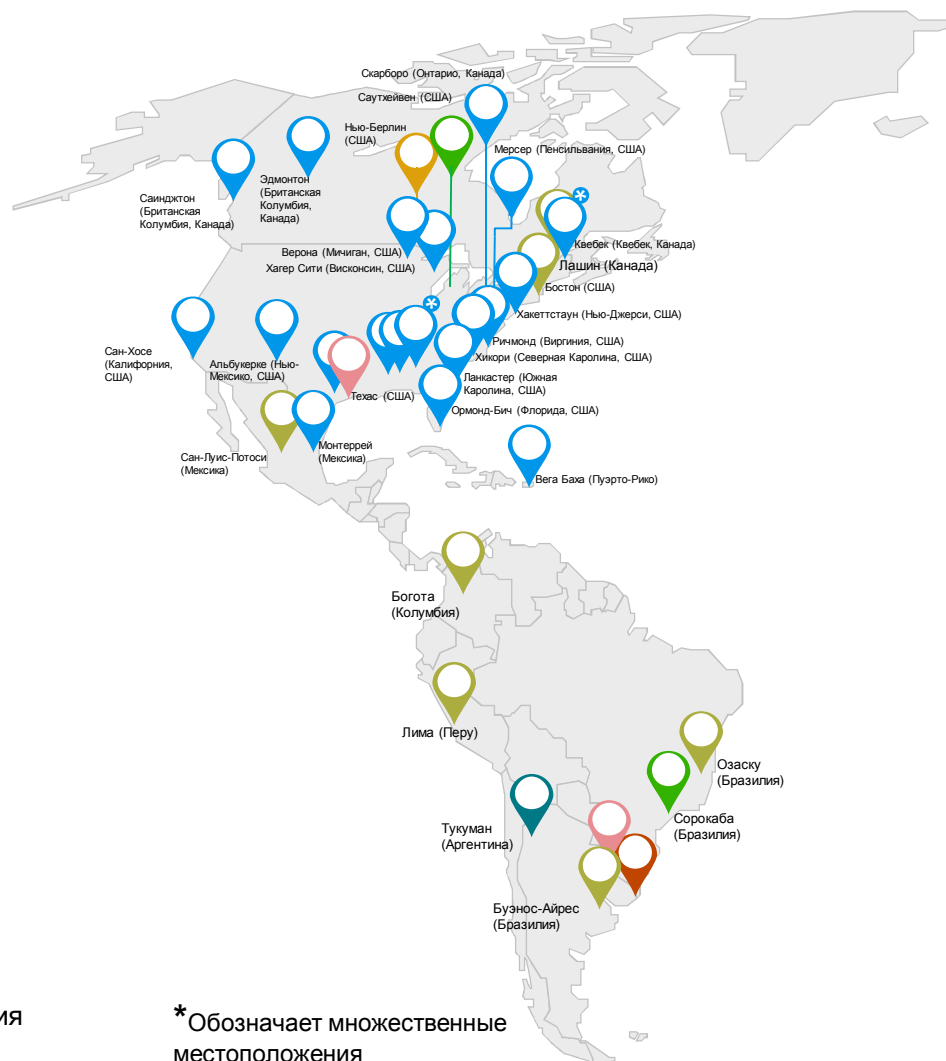 Скарборо (Онтарио, Канада)
Саутхейвен (США)
Нью-Берлин
(США)
Мерсер (Пенсильвания, США)
Эдмонтон
(Британская
Колумбия,
Канада)
Саинджтон
(Британская
Колумбия, Канада)
*
Квебек (Квебек, Канада)
Верона (Мичиган, США)
Хагер Сити (Висконсин, США)
Лашин (Канада)
Бостон (США)
*
Хакеттстаун (Нью-Джерси, США)
Ричмонд (Виргиния, США)
Хикори (Северная Каролина, США)
Сан-Хосе
(Калифорния,
США)
Альбукерке (Нью-
Мексико, США)
Ланкастер (Южная
Каролина, США)
Техас (США)
Ормонд-Бич (Флорида, США)
Сан-Луис-Потоси
(Мексика)
Монтеррей
(Мексика)
Вега Баха (Пуэрто-Рико)
Богота
(Колумбия)
Лима (Перу)
Озаску
(Бразилия)
Сорокаба
(Бразилия)
Тукуман
(Аргентина)
Буэнос-Айрес
(Бразилия)
ия
*Обозначает множественные
местоположения